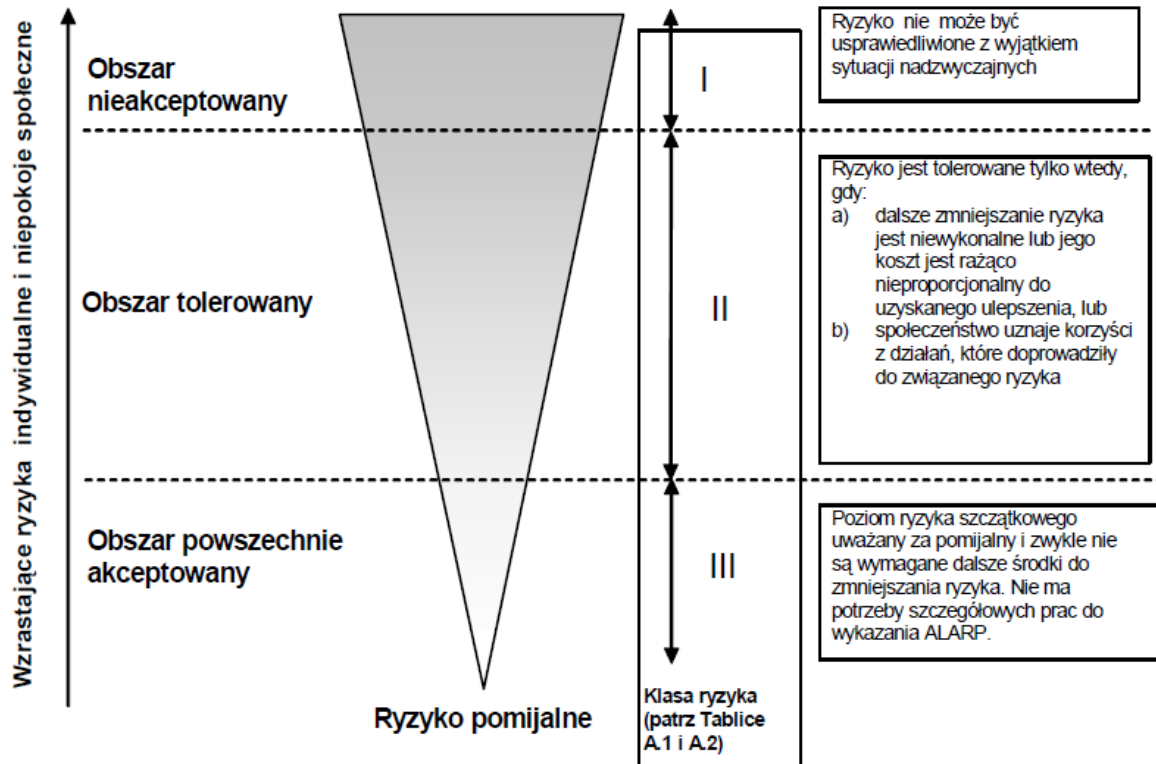 Wzrastające ryzyka indywidualne i niepokoje społeczne
Obszar
nieakceptowany
I
Ryzyko nie może być
usprawiedliwione z wyjątkiem
sytuacji nadzwyczajnych
Obszar tolerowany
II
Ryzyko jest tolerowane tylko wtedy,
gdy:
a) dalsze zmniejszanie ryzyka
jest niewykonalne lub jego
koszt jest rażąco
nieproporcjonalny do
uzyskanego ulepszenia, lub
b) społeczeństwo uznaje korzyści
z działań, które doprowadziły
do związanego ryzyka
Obszar powszechnie
akceptowany
III
Poziom ryzyka szczątkowego
uważany za pomijalny i zwykle nie
są wymagane dalsze środki do
zmniejszania ryzyka. Nie ma
potrzeby szczegółowych prac do
wykazania ALARP.
Ryzyko pomijalne
Klasa ryzyka
(patrz Tablice
A.1 i A.2)